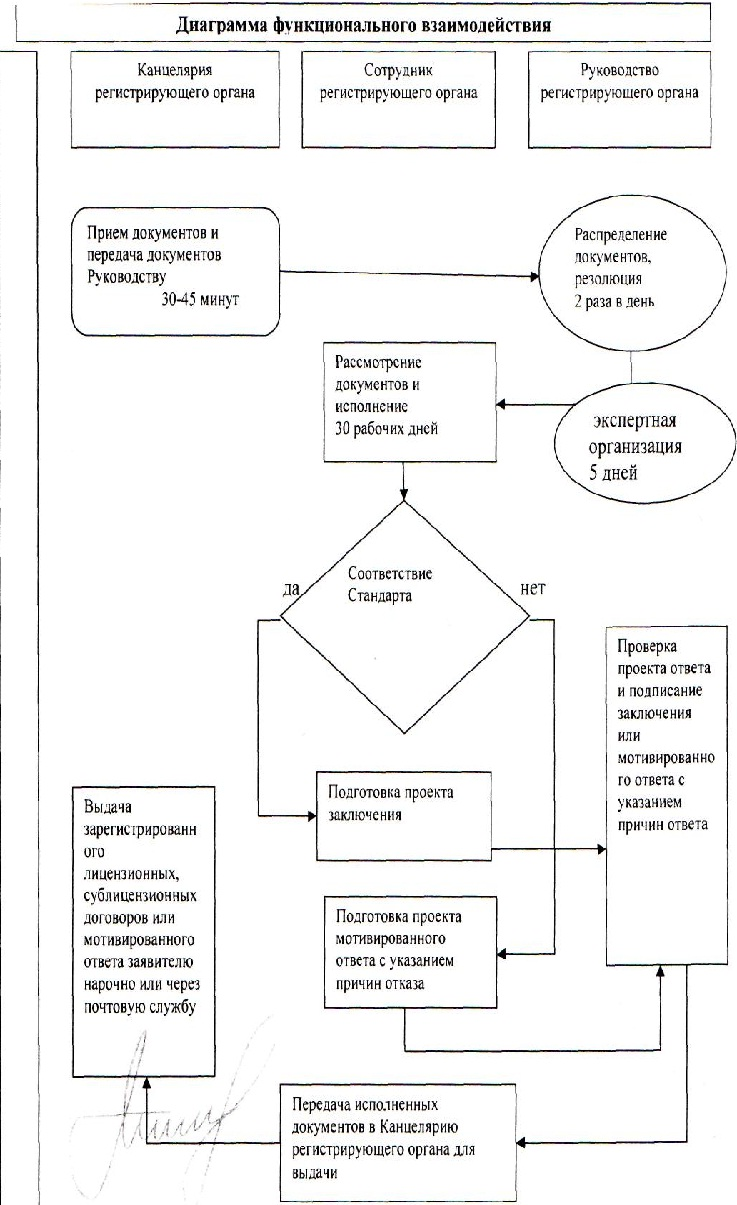 Диаграмма функционального взаимодействия
Канцелярия
регистрирующего органа
Сотрудник
регистрирующего органа
Руководство
регистрирующего органа
Прием документов и
передача документов
Руководству
30-45 минут
Распределение
документов,
резолюция
2 раза в день
Рассмотрение
документов и
исполнение
30 рабочих дней
экспертная
организация
5 дней
Соответствие
Стандарта
да
нет
Проверка
проекта ответа
и подписание
заключения
или
мотивированно
го ответа с
указанием
причин ответа
Подготовка проекта
заключения
Выдача
зарегистрированн
ого
лицензионных,
сублицензионных
договоров или
мотивированного
ответа заявителю
нарочно или через
почтовую службу
Подготовка проекта
мотивированного
ответа с указанием
причин отказа
Передача исполненных
документов в Канцелярию
регистрирующего органа для
выдачи